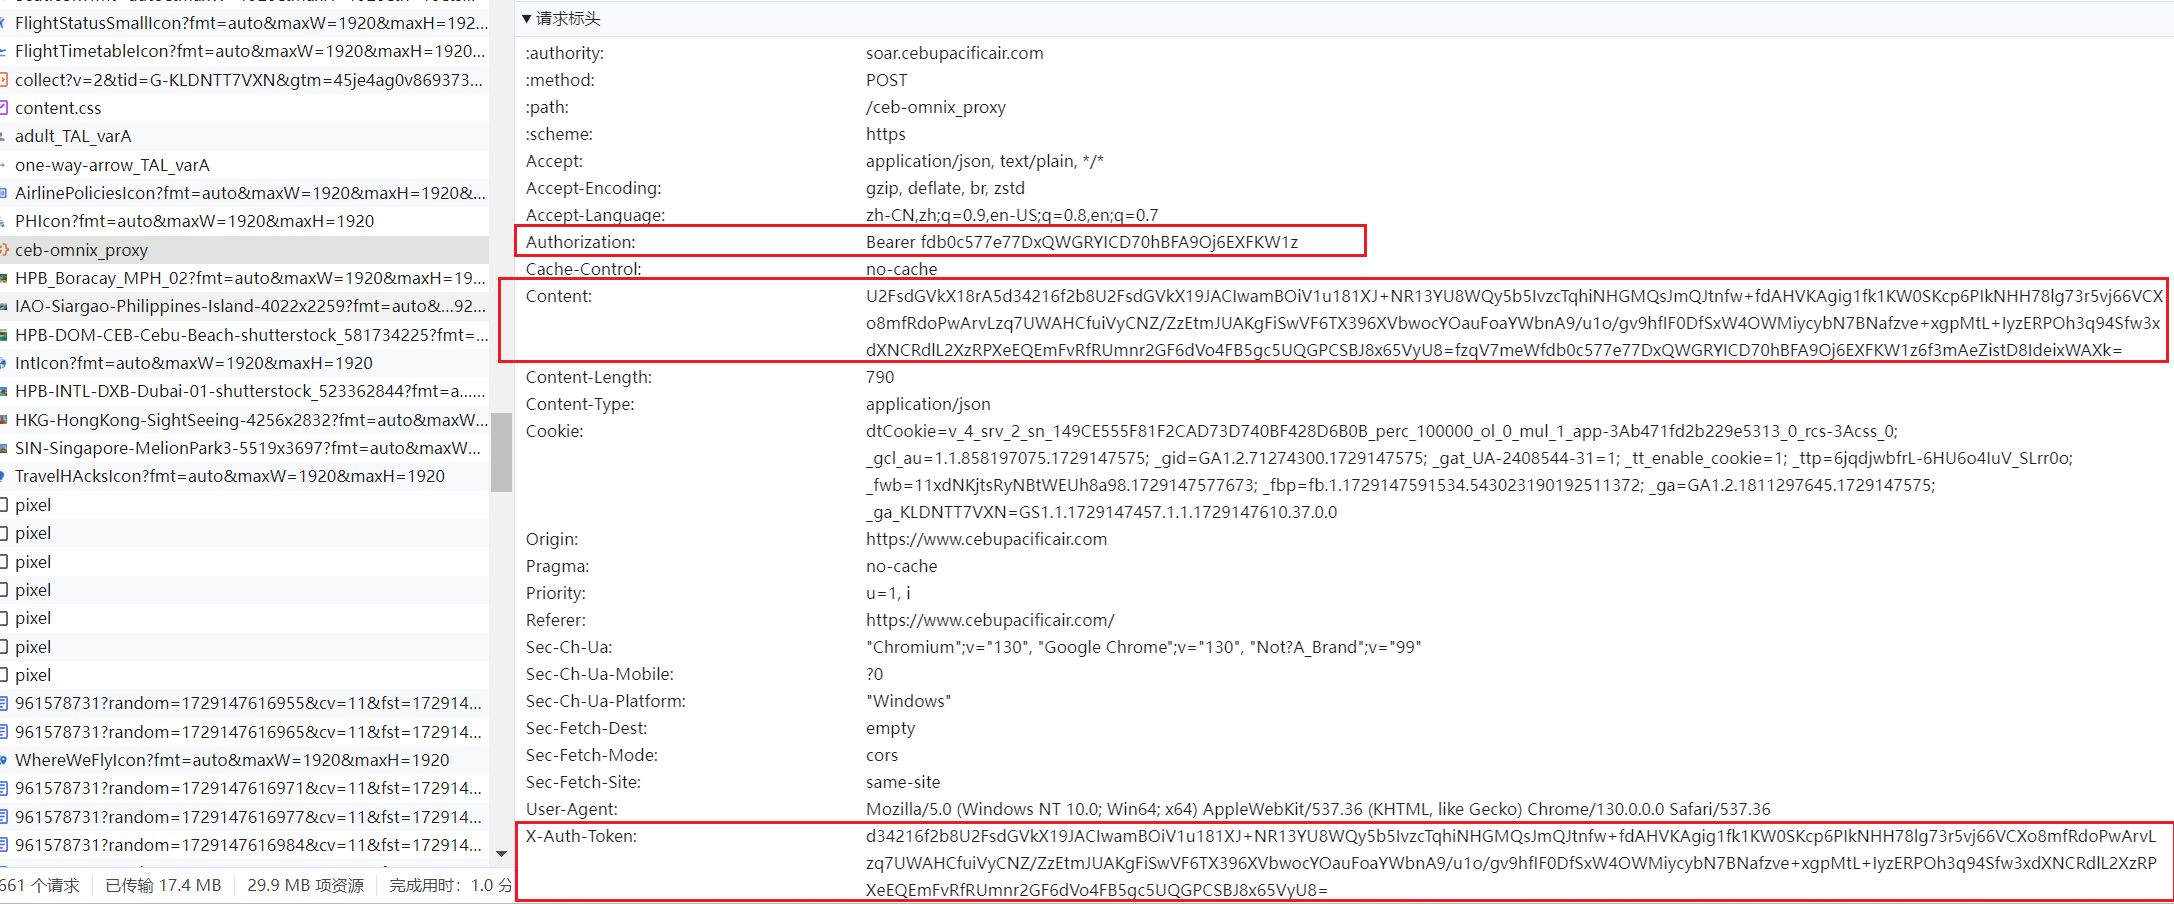 FlightStatusSmallIcon?fmt=auto&maxW=1920&maxH=192...
FlightTimetableIcon?fmt=auto&maxW=1920&maxH=1920...
collect?v=2&tid=G-KLDNTT7VXN&gtm=45je4ag0v869373...
content.css
adult_TAL_varA
one-way-arrow_TAL_varA
AirlinePoliciesIcon?fmt=auto&maxW=1920&maxH=1920&...
PHIcon?fmt=auto&maxW=1920&maxH=1920
ceb-omnix_proxy
HPB_Boracay_MPH_02?fmt=auto&maxW=1920&maxH=19...
IAO-Siargao-Philippines-Island-4022x2259?fmt=auto&...92...
HPB-DOM-CEB-Cebu-Beach-shutterstock_581734225?fmt=...
IntIcon?fmt=auto&maxW=1920&maxH=1920
HPB-INTL-DXB-Dubai-01-shutterstock_523362844?fmt=a......
HKG-HongKong-SightSeeing-4256x2832?fmt=auto&maxW...
SIN-Singapore-MelionPark3-5519x3697?fmt=auto&maxW...
TravelHAcksIcon?fmt=auto&maxW=1920&maxH=1920
pixel
pixel
pixel
pixel
pixel
pixel
pixel
961578731?random=1729147616955&cv=11&fst=172914...
961578731?random=1729147616965&cv=11&fst=172914...
WhereWeFlyIcon?fmt=auto&maxW=1920&maxH=1920
961578731?random=1729147616971&cv=11&fst=172914...
961578731?random=1729147616977&cv=11&fst=172914...
961578731?random=1729147616984&cv=11&fst=172914...
661 个请求 已传输 17.4 MB 29.9 MB 项资源 完成用时：1.0 分
▼ 请求标头
:authority: soar.cebupacificair.com
:method: POST
:path: /ceb-omnix_proxy
:scheme: https
Accept: application/json, text/plain, */*
Accept-Encoding: gzip, deflate, br, zstd
Accept-Language: zh-CN,zh;q=0.9,en-US;q=0.8,en;q=0.7
Authorization: Bearer fdb0c577e77DxQWGRYICD70hBFA9Oj6EXFKW1z
Cache-Control: no-cache
Content: U2FsdGVkX18rA5d34216f2b8U2FsdGVkX19JACIwamBOiV1u181XJ+NR13YU8WQy5b5IvzcTqhiNHGMQsJmQJtnfw+fdAHVKAgig1fk1KW0SKcp6PIkNHH78lg73r5vj66VCX
o8mfRdoPwArvLzq7UWAHCfuiVyCNZ/ZzEtmJUAKgFiSwVF6TX396XVbwocYOauFoaYWbnA9/u1o/gv9hfIF0DfSxW4OWMiycybN7BNafzve+xgpMtL+IyzERPOh3q94Sfw3x
dXNCRdlL2XzRPXeEQEmFvRfRUmnr2GF6dVo4FB5gc5UQGPCSBJ8x65VyU8=fzqV7meWfdb0c577e77DxQWGRYICD70hBFA9Oj6EXFKW1z6f3mAeZistD8IdeixWAXk=
Content-Length: 790
Content-Type: application/json
Cookie: dtCookie=v_4_srv_2_sn_149CE555F81F2CAD73D740BF428D6B0B_perc_100000_ol_0_mul_1_app-3Ab471fd2b229e5313_0_rcs-3Acss_0;
_gcl_au=1.1.858197075.1729147575; _gid=GA1.2.71274300.1729147575; _gat_UA-2408544-31=1; _tt_enable_cookie=1; _ttp=6jqdjwbfrL-6HU6o4IuV_SLrr0o;
_fwb=11xdNKjtsRyNBtWEUh8a98.1729147577673; _fbp=fb.1.1729147591534.543023190192511372; _ga=GA1.2.1811297645.1729147575;
_ga_KLDNTT7VXN=GS1.1.1729147457.1.1.1729147610.37.0.0
Origin: https://www.cebupacificair.com
Pragma: no-cache
Priority: u=1, i
Referer: https://www.cebupacificair.com/
Sec-Ch-Ua: "Chromium";v="130", "Google Chrome";v="130", "Not?A_Brand";v="99"
Sec-Ch-Ua-Mobile: ?0
Sec-Ch-Ua-Platform: "Windows"
Sec-Fetch-Dest: empty
Sec-Fetch-Mode: cors
Sec-Fetch-Site: same-site
User-Agent: Mozilla/5.0 (Windows NT 10.0; Win64; x64) AppleWebKit/537.36 (KHTML, like Gecko) Chrome/130.0.0.0 Safari/537.36
X-Auth-Token: d34216f2b8U2FsdGVkX19JACIwamBOiV1u181XJ+NR13YU8WQy5b5IvzcTqhiNHGMQsJmQJtnfw+fdAHVKAgig1fk1KW0SKcp6PIkNHH78lg73r5vj66VCXo8mfRdoPwArvL
zq7UWAHCfuiVyCNZ/ZzEtmJUAKgFiSwVF6TX396XVbwocYOauFoaYWbnA9/u1o/gv9hfIF0DfSxW4OWMiycybN7BNafzve+xgpMtL+IyzERPOh3q94Sfw3xdXNCRdlL2XzRP
XeEQEmFvRfRUmnr2GF6dVo4FB5gc5UQGPCSBJ8x65VyU8=